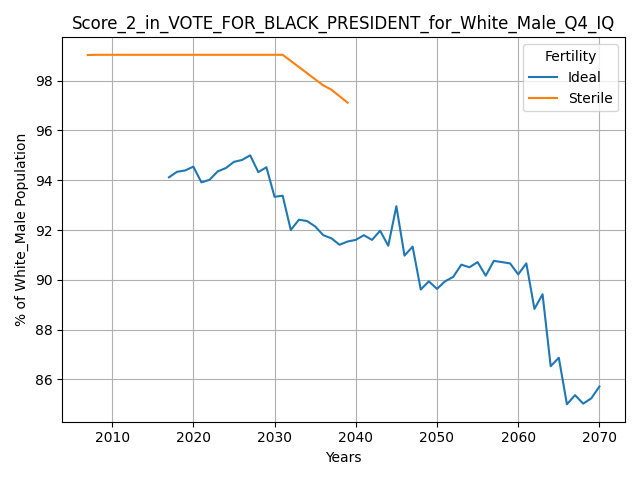 Score_2_in_VOTE_FOR_BLACK_PRESIDENT_for_White_Male_Q4_IQ
Fertility
Ideal
Sterile
% of White_Male Population
98
96
94
92
90
88
86
2010
2020
2030
2040
2050
2060
2070
Years